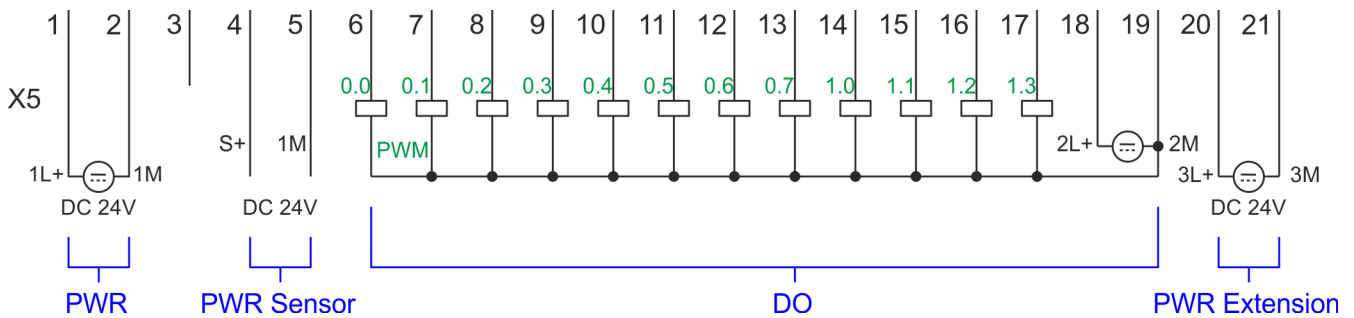 1 2 3 4 5 6 7 8 9 10 11 12 13 14 15 16 17 18 19 20 21
0.0 0.1 0.2 0.3 0.4 0.5 0.6 0.7 1.0 1.1 1.2 1.3
X5
S+ 1M PWM 2L+ 2M
1L+ 1M 3L+ 3M
DC 24V DC 24V DC 24V
PWR PWR Sensor DO PWR Extension